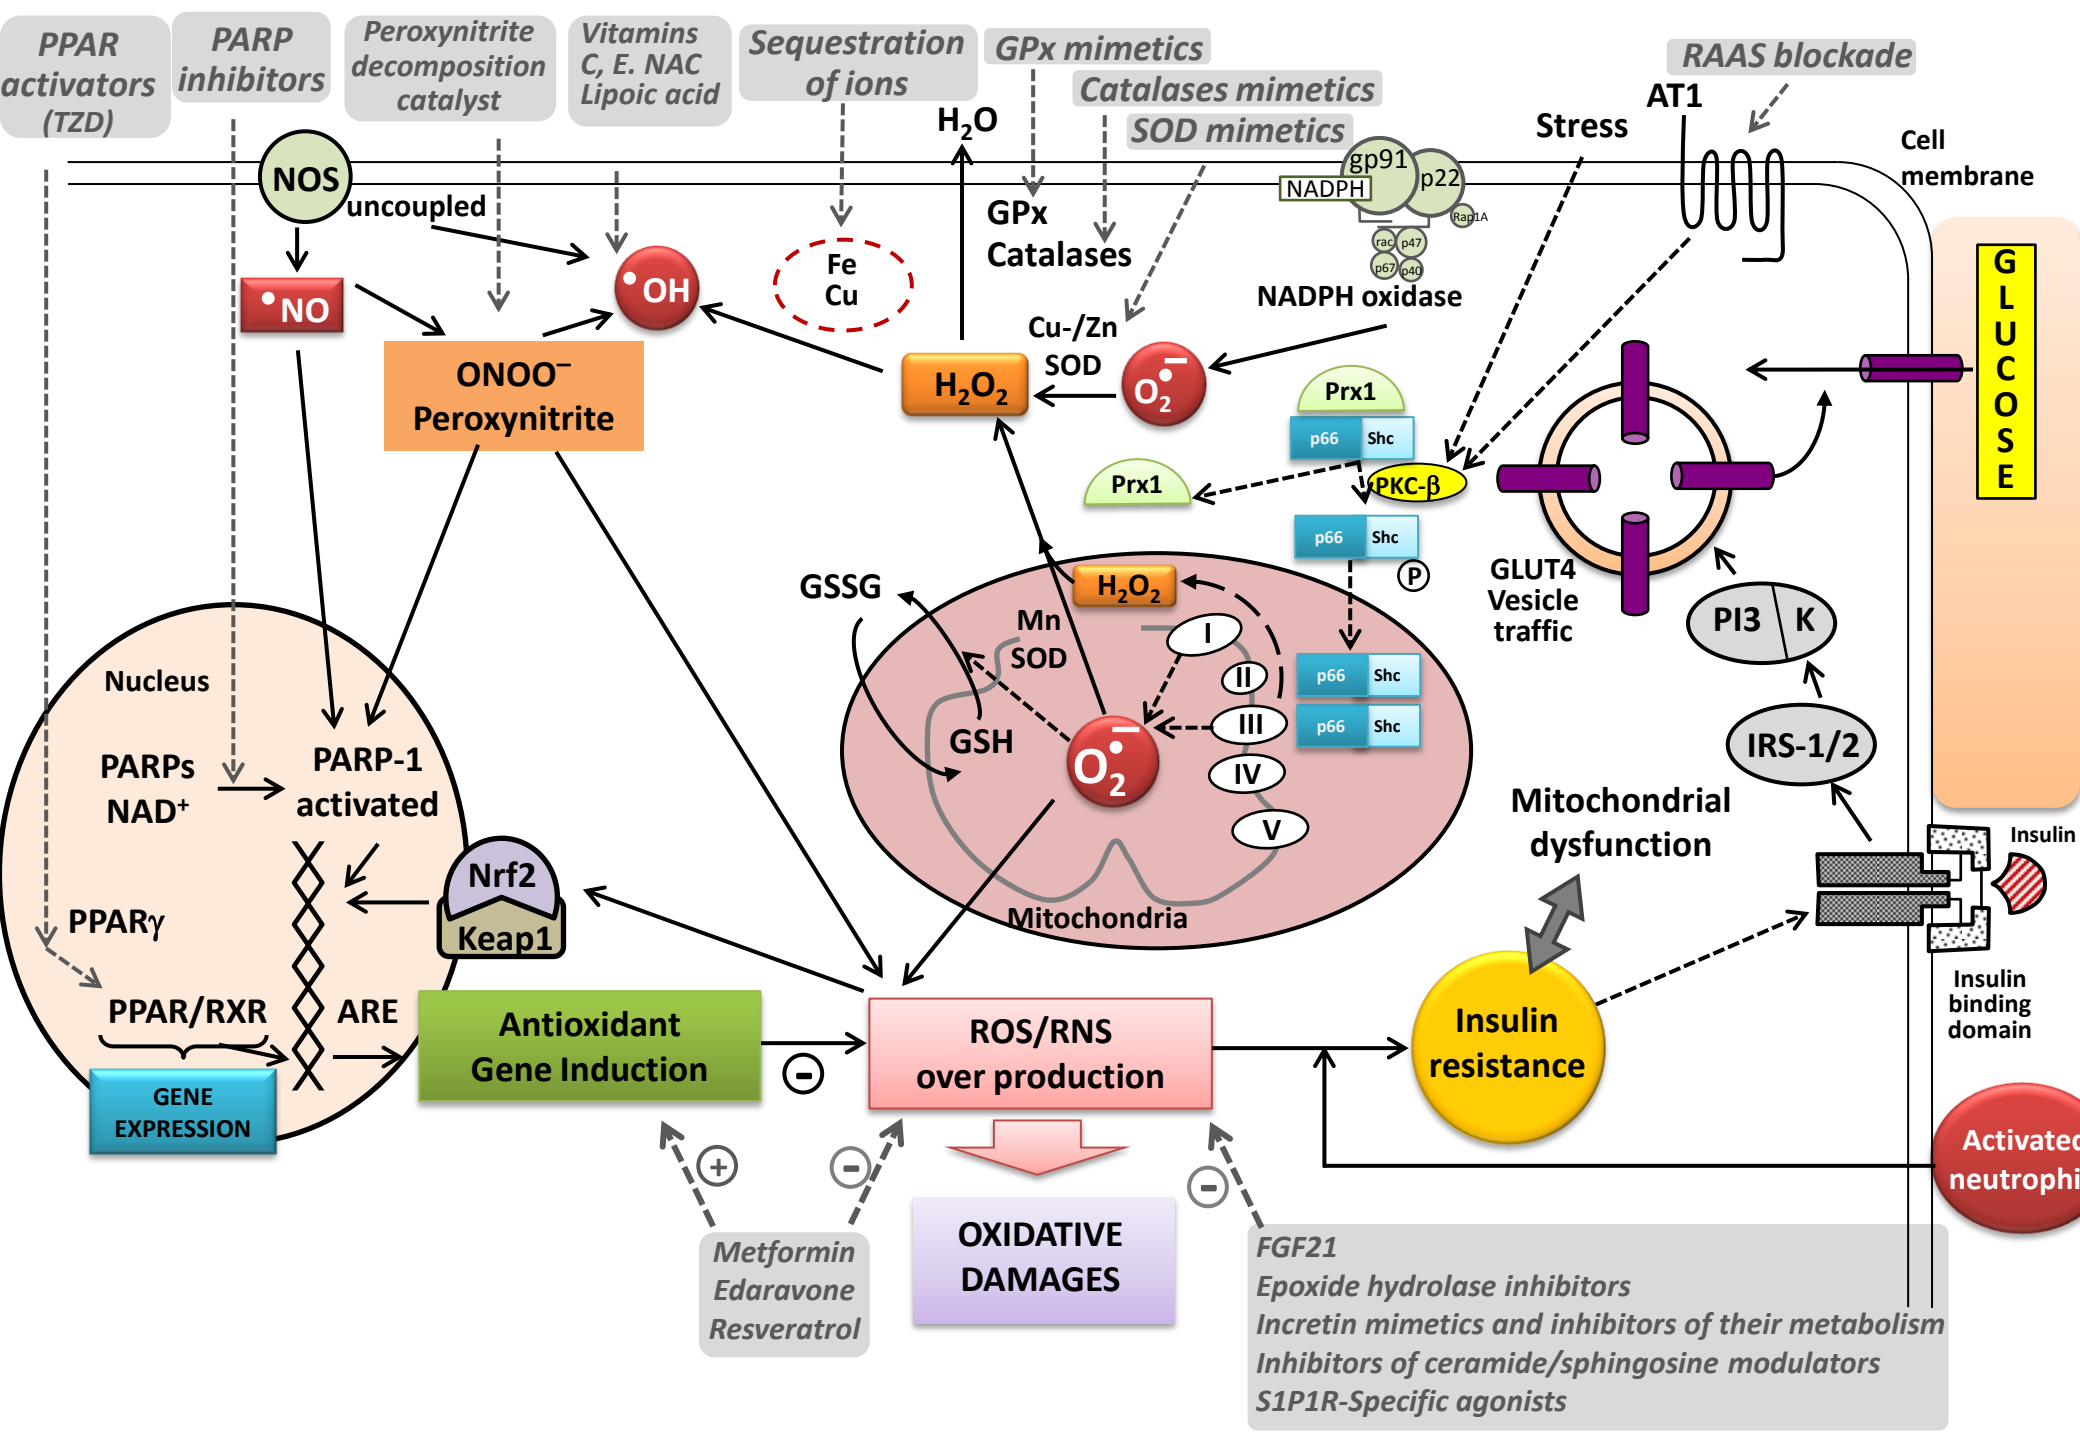 PPAR
activators
(TZD)
PARP
inhibitors
Peroxynitrite
decomposition
catalyst
Vitamins
C, E. NAC
Lipoic acid
Sequestration
of ions
GPx mimetics
Catalases mimetics
SOD mimetics
RAAS blockade
AT1
Stress
Cell
membrane
H2O
NOS
uncoupled
•NO
•OH
Fe
Cu
GPx
Catalases
gp91
p22
NADPH
Rap1A
rac
p47
p67
p40
NADPH oxidase
Cu-/Zn
SOD
O2•–
H2O2
ONOO–
Peroxynitrite
Prx1
p66
Shc
PKC-β
Prx1
p66
Shc
P
GLUCOSE
GLUT4
Vesicle
traffic
PI3
K
IRS-1/2
Insulin
Insulin
binding
domain
GSSG
GSH
Mn
SOD
H2O2
I
II
III
IV
V
p66
Shc
p66
Shc
O2•–
Mitochondria
Mitochondrial
dysfunction
Nucleus
PARPs
NAD+
PARP-1
activated
PPARγ
Nrf2
Keap1
PPAR/RXR
ARE
GENE
EXPRESSION
Antioxidant
Gene Induction
-
ROS/RNS
over production
Insulin
resistance
Activated
neutrophi
+
-
-
Metformin
Edaravone
Resveratrol
OXIDATIVE
DAMAGES
FGF21
Epoxide hydrolase inhibitors
Incretin mimetics and inhibitors of their metabolism
Inhibitors of ceramide/sphingosine modulators
S1P1R-Specific agonists